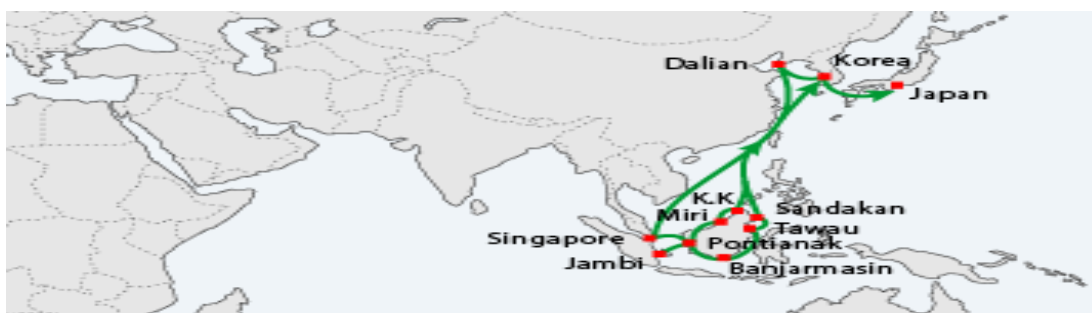 Korea
Dalian
Japan
K.K
Sandakan
Miri
Tawau
Singapore
Pontianak
Jambi
Banjarmasin